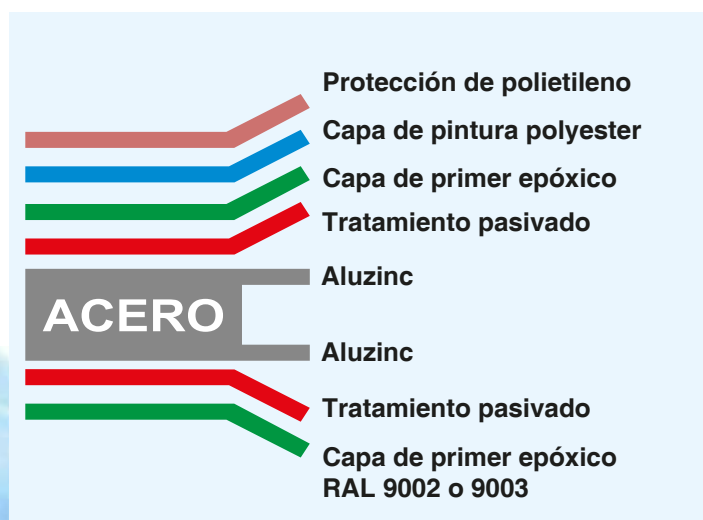 Protección de polietileno
Capa de pintura polyester
Capa de primer epóxico
Tratamiento pasivado
Aluzinc
ACERO
Aluzinc
Tratamiento pasivado
Capa de primer epóxico
RAL 9002 o 9003